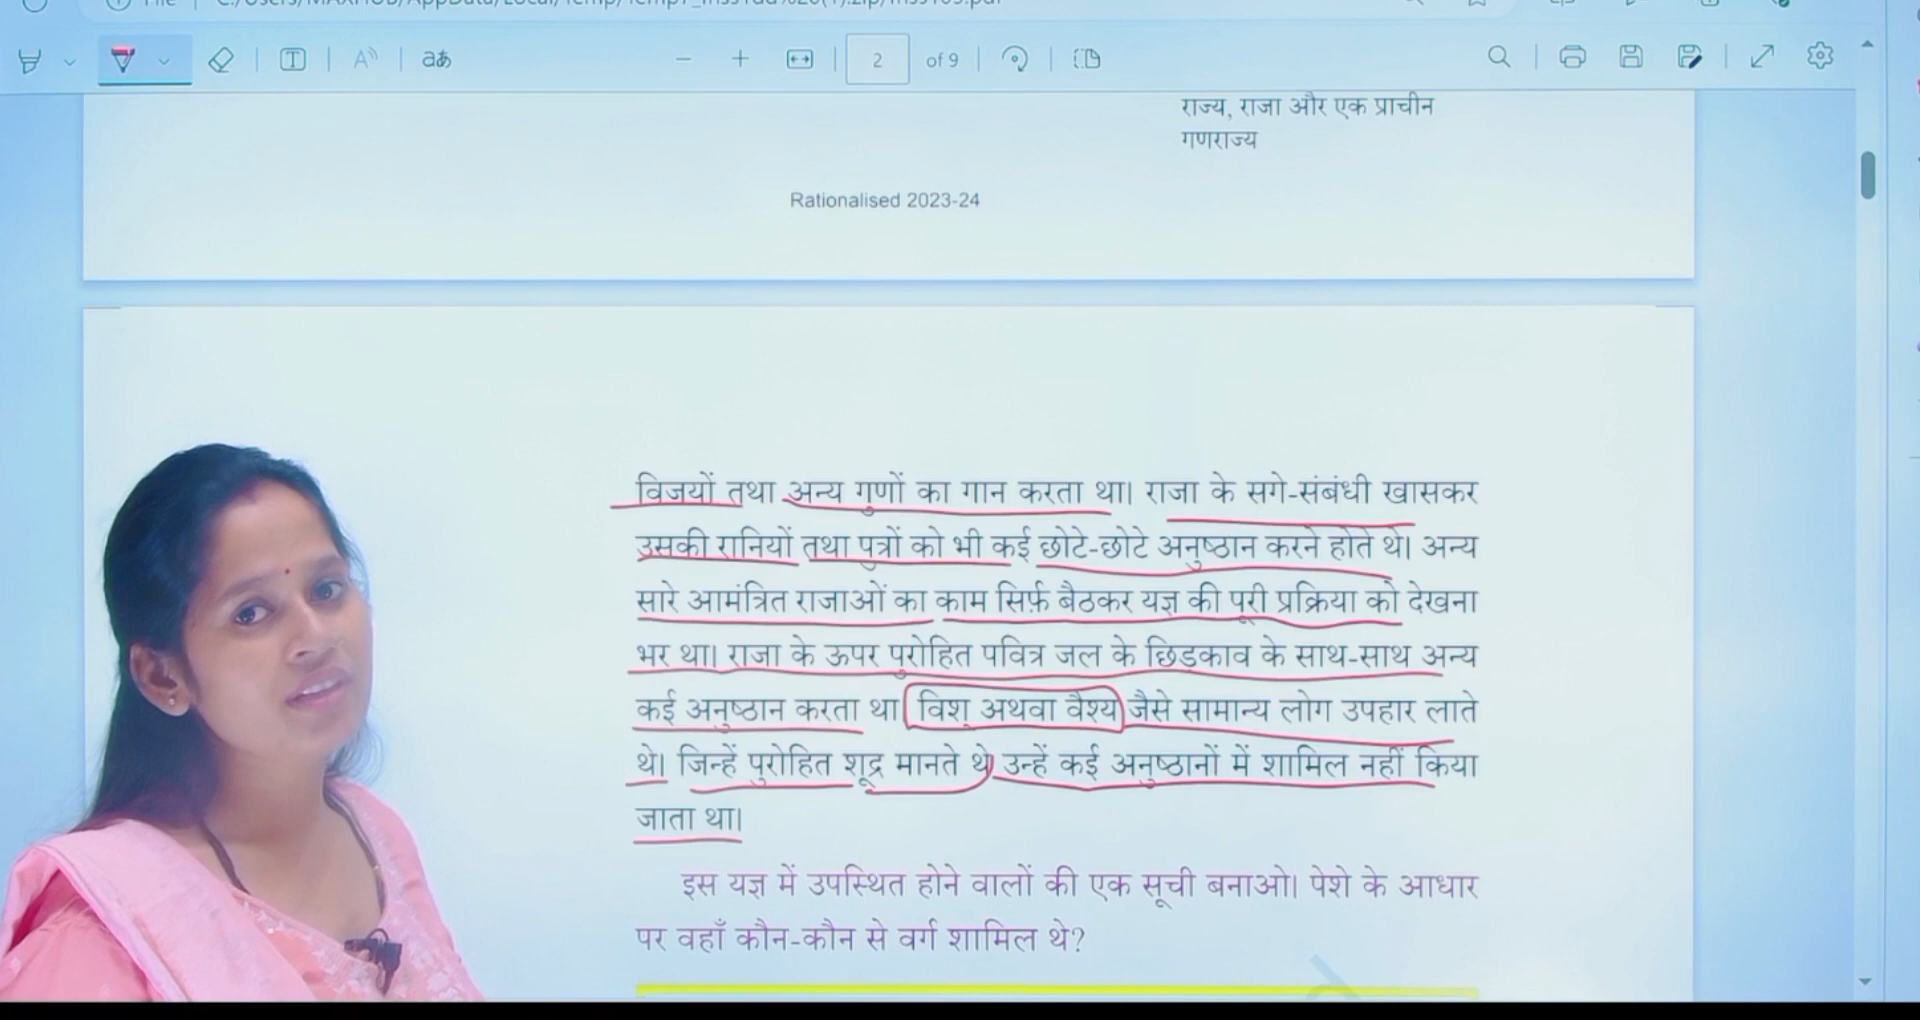 2
of 9
राज्य, राजा और एक प्राचीन
गणराज्य
Rationalised 2023-24
विजयों तथा अन्य गुणों का गान करता था। राजा के सगे-संबंधी खासकर
उसकी रानियों तथा पुत्रों को भी कई छोटे-छोटे अनुष्ठान करने होते थे। अन्य
सारे आमंत्रित राजाओं का काम सिर्फ़ बैठकर यज्ञ की पूरी प्रक्रिया को देखना
भर था। राजा के ऊपर पुरोहित पवित्र जल के छिड़काव के साथ-साथ अन्य
कई अनुष्ठान करता था विश् अथवा वैश्य जैसे सामान्य लोग उपहार लाते
थे। जिन्हें पुरोहित शूद्र मानते थे उन्हें कई अनुष्ठानों में शामिल नहीं किया
जाता था।
इस यज्ञ में उपस्थित होने वालों की एक सूची बनाओ। पेशे के आधार
पर वहाँ कौन-कौन से वर्ग शामिल थे?